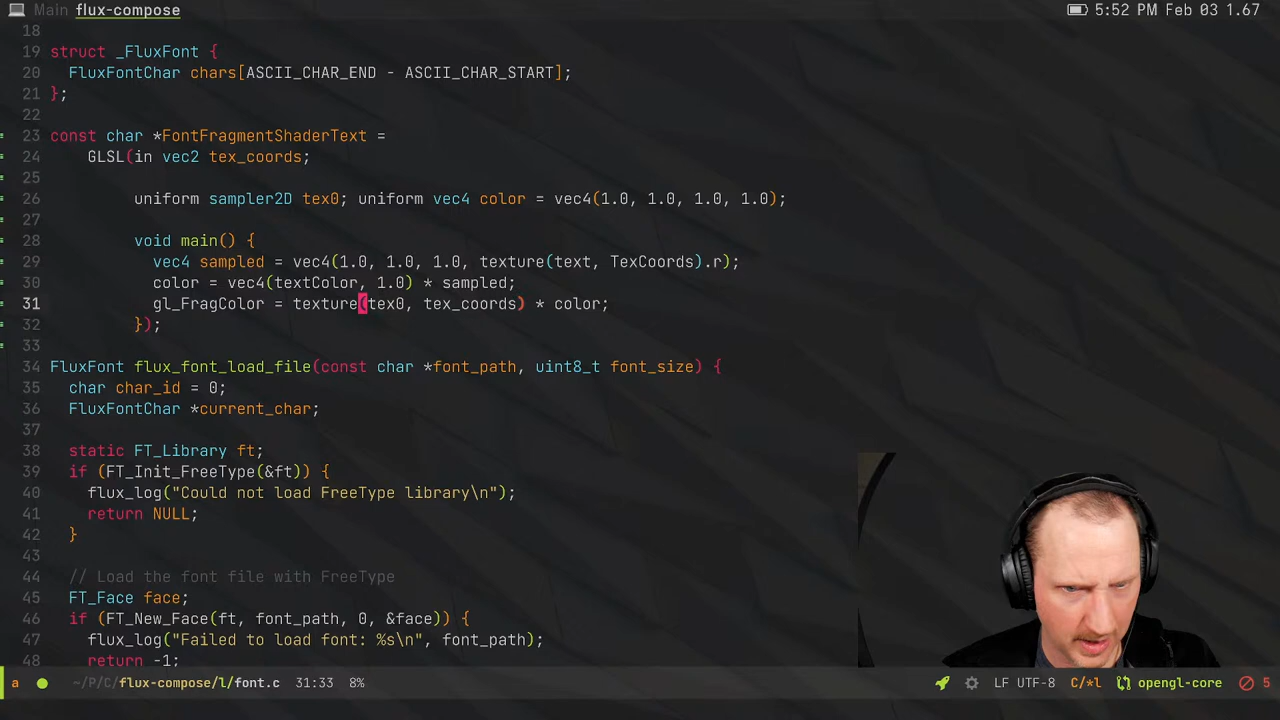 Main flux-compose 5:52 PM Feb 03 1.67
18
19 struct _FluxFont {
20 FluxFontChar chars[ASCII_CHAR_END - ASCII_CHAR_START];
21 };
22
23 const char *FontFragmentShaderText =
24 GLSL(in vec2 tex_coords;
25
26 uniform sampler2D tex0; uniform vec4 color = vec4(1.0, 1.0, 1.0, 1.0);
27
28 void main() {
29 vec4 sampled = vec4(1.0, 1.0, 1.0, texture(text, TexCoords).r);
30 color = vec4(textColor, 1.0) * sampled;
31 gl_FragColor = texture(tex0, tex_coords) * color;
32 });
33
34 FluxFont flux_font_load_file(const char *font_path, uint8_t font_size) {
35 char char_id = 0;
36 FluxFontChar *current_char;
37
38 static FT_Library ft;
39 if (FT_Init_FreeType(&ft)) {
40 flux_log("Could not load FreeType library\n");
41 return NULL;
42 }
43
44 // Load the font file with FreeType
45 FT_Face face;
46 if (FT_New_Face(ft, font_path, 0, &face)) {
47 flux_log("Failed to load font: %s\n", font_path);
48 return -1;
a ~/P/C/flux-compose/l/font.c 31:33 8% LF UTF-8 C/*l opengl-core 5